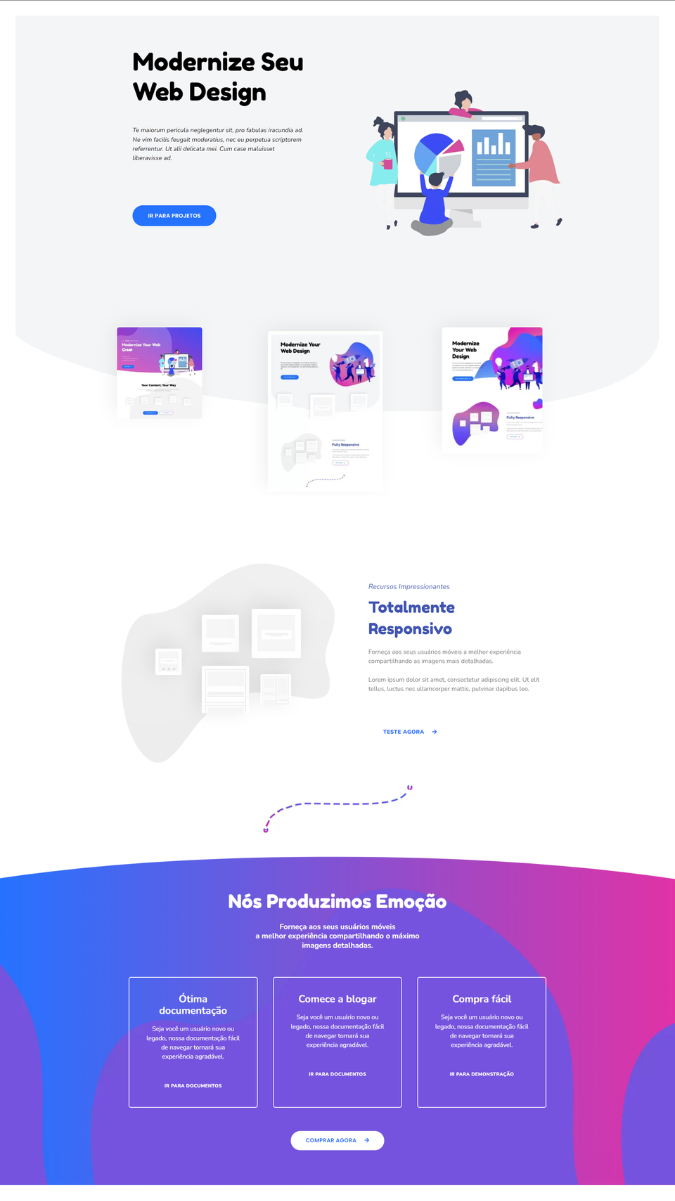 Modernize Seu
Web Design
Te maiorum pericula neglegentur sit, pro fabulas iracundia ad.
Ne vim facilis feugait moderatius, nec eu perpetua scriptorem
referrentur. Ut alii delicata mei. Cum case maluisset
liberavisse ad.
IR PARA PROJETOS
Modernize Your Web
Great
Your Content, Your Way
Modernize Your
Web Design
Fully Responsive
Modernize
Your Web
Design
Fully Responsive
Recursos Impressionantes
Totalmente
Responsivo
Forneça aos seus usuários móveis a melhor experiência
compartilhando as imagens mais detalhadas.
Lorem ipsum dolor sit amet, consectetur adipiscing elit. Ut elit
tellus, luctus nec ullamcorper mattis, pulvinar dapibus leo.
TESTE AGORA
Nós Produzimos Emoção
Forneça aos seus usuários móveis
a melhor experiência compartilhando o máximo
imagens detalhadas.
Ótima
documentação
Seja você um usuário novo ou
legado, nossa documentação fácil
de navegar tornará sua
experiência agradável.
IR PARA DOCUMENTOS
Comece a blogar
Seja você um usuário novo ou
legado, nossa documentação fácil
de navegar tornará sua
experiência agradável.
IR PARA DOCUMENTOS
Compra fácil
Seja você um usuário novo ou
legado, nossa documentação fácil
de navegar tornará sua
experiência agradável.
IR PARA DEMONSTRAÇÃO
COMPRAR AGORA